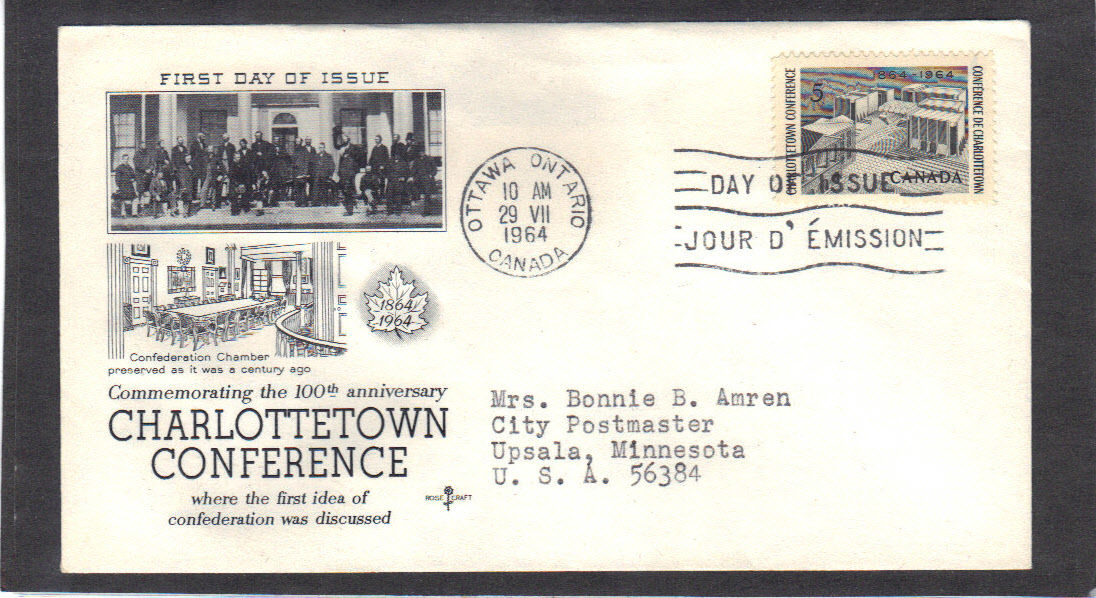 FIRST DAY OF ISSUE
1864
1964
Confederation Chamber
preserved as it was a century ago
Commemorating the 100th anniversary
CHARLOTTETOWN
CONFERENCE
where the first idea of
confederation was discussed
ROSE CRAFT
OTTAWA ONTARIO
10 AM
29 VII
1964
CANADA
CHARLOTTETOWN CONFERENCE
5
1864-1964
CONFÉRENCE DE CHARLOTTETOWN
CANADA
DAY OF ISSUE
JOUR D' ÉMISSION
Mrs. Bonnie B. Amren
City Postmaster
Upsala, Minnesota
U. S. A. 56384